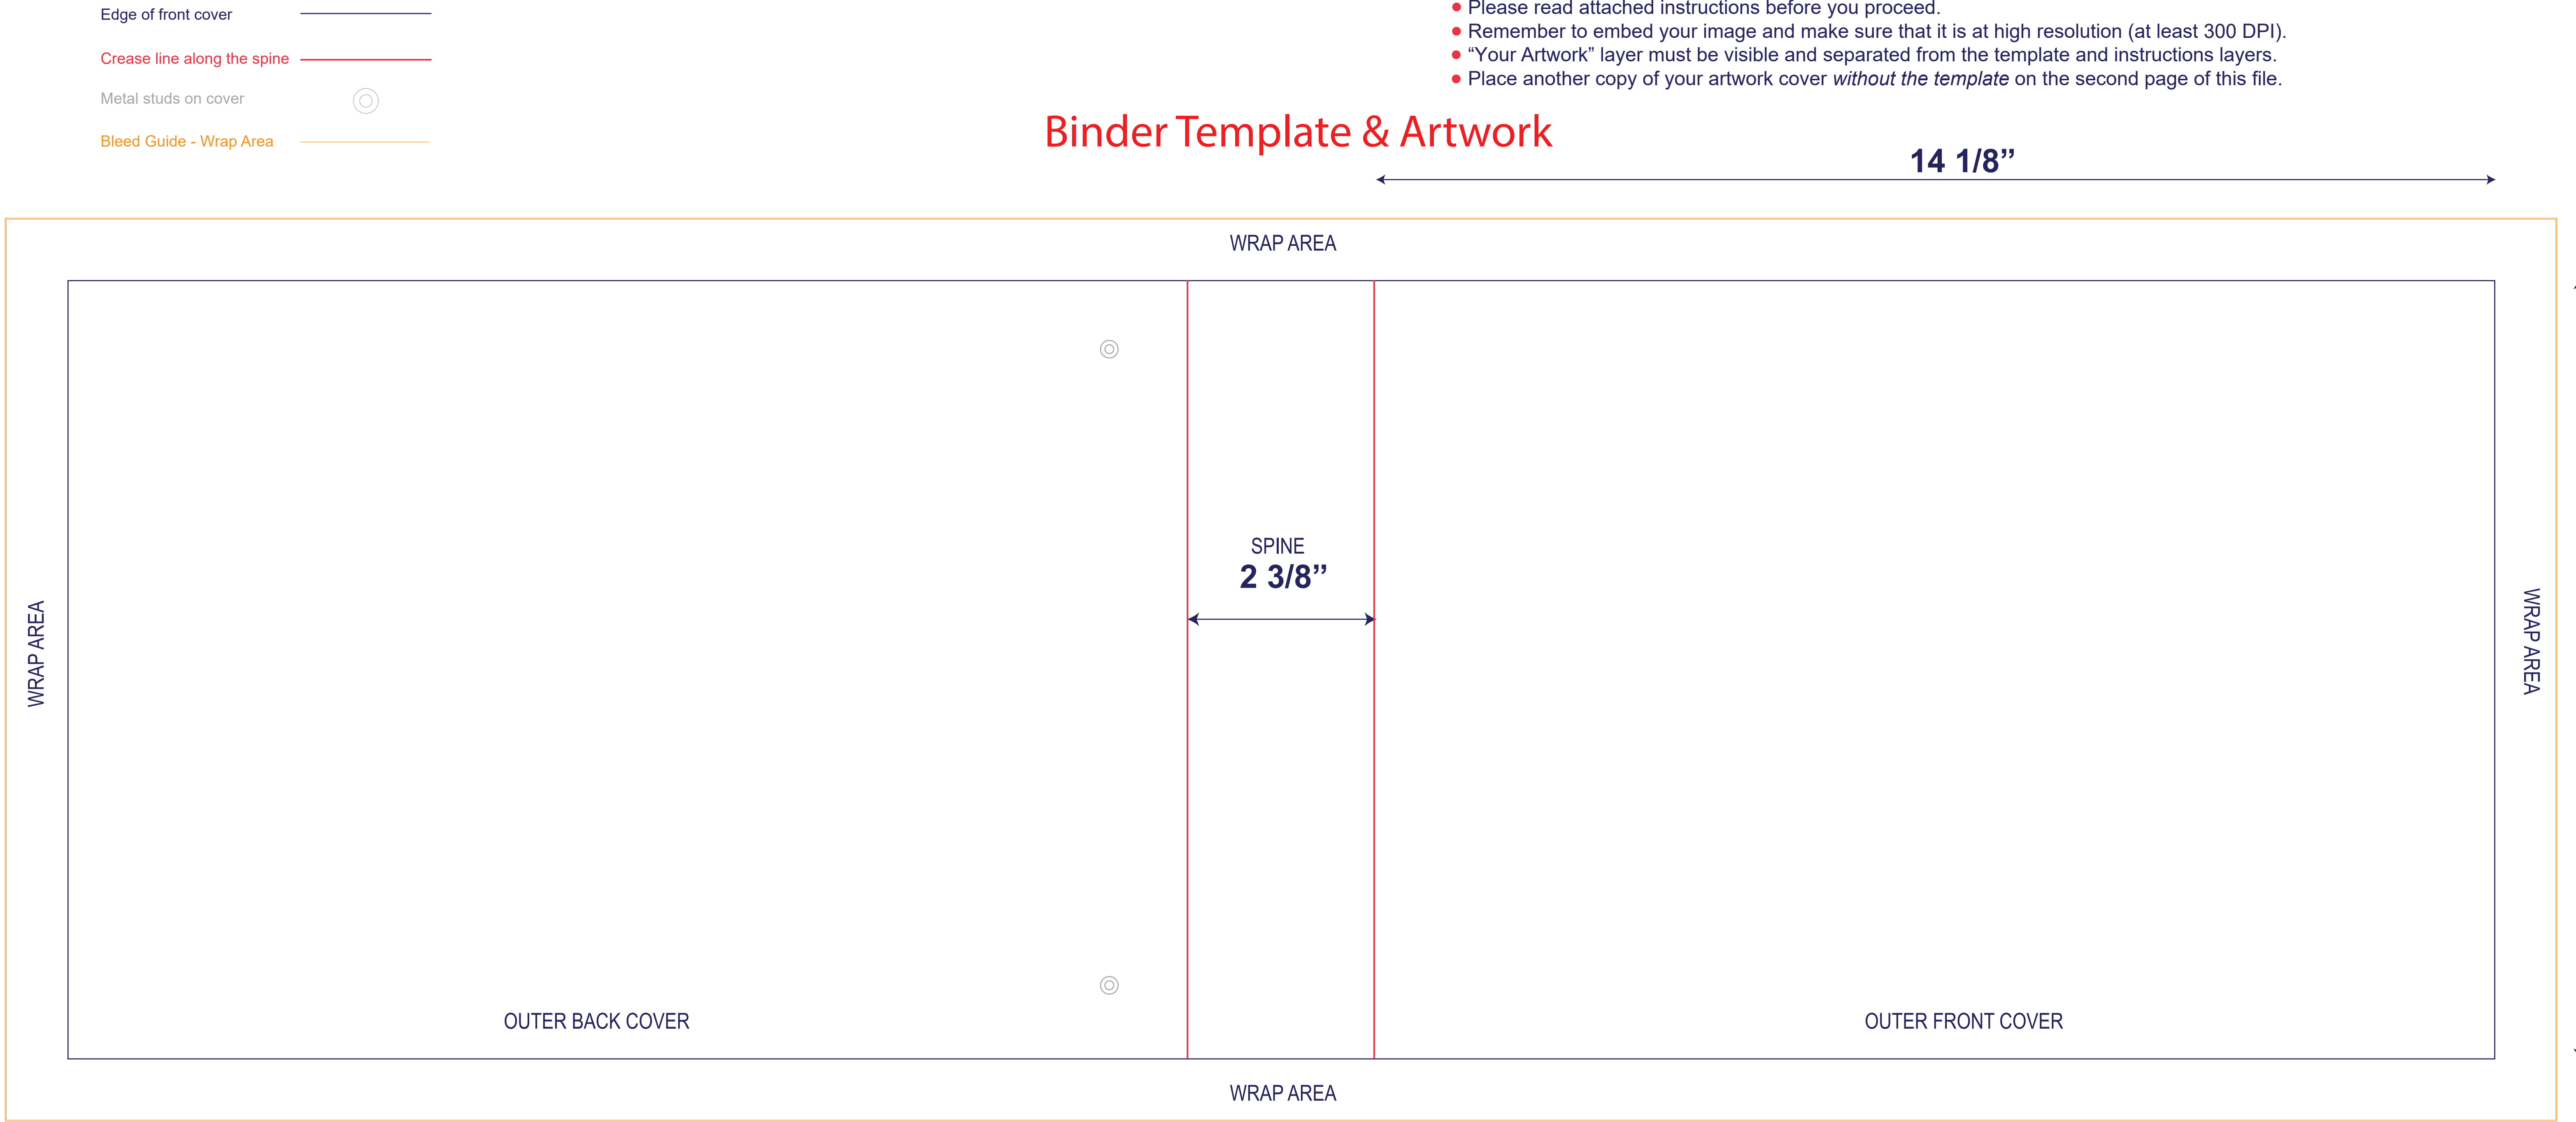 Edge of front cover
Crease line along the spine
Metal studs on cover
Bleed Guide - Wrap Area
● Please read attached instructions before you proceed.
● Remember to embed your image and make sure that it is at high resolution (at least 300 DPI).
● “Your Artwork” layer must be visible and separated from the template and instructions layers.
● Place another copy of your artwork cover without the template on the second page of this file.
Binder Template & Artwork
14 1/8”
WRAP AREA
SPINE
2 3/8”
WRAP AREA
WRAP AREA
OUTER BACK COVER
OUTER FRONT COVER
WRAP AREA